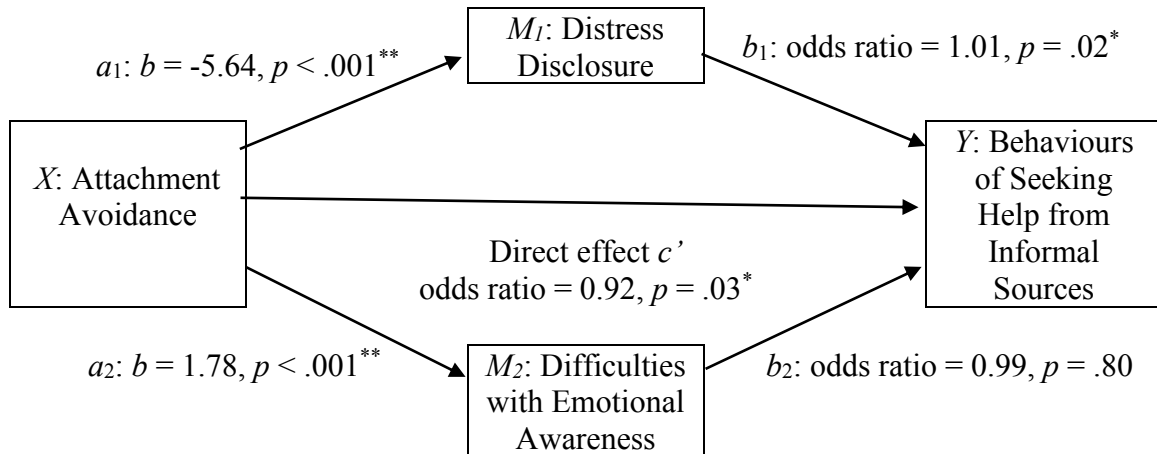 M1: Distress
Disclosure
a1: b = -5.64, p < .001**
b1: odds ratio = 1.01, p = .02*
X: Attachment
Avoidance
Y: Behaviours
of Seeking
Help from
Informal
Sources
Direct effect c’
odds ratio = 0.92, p = .03*
a2: b = 1.78, p < .001**
M2: Difficulties
with Emotional
Awareness
b2: odds ratio = 0.99, p = .80